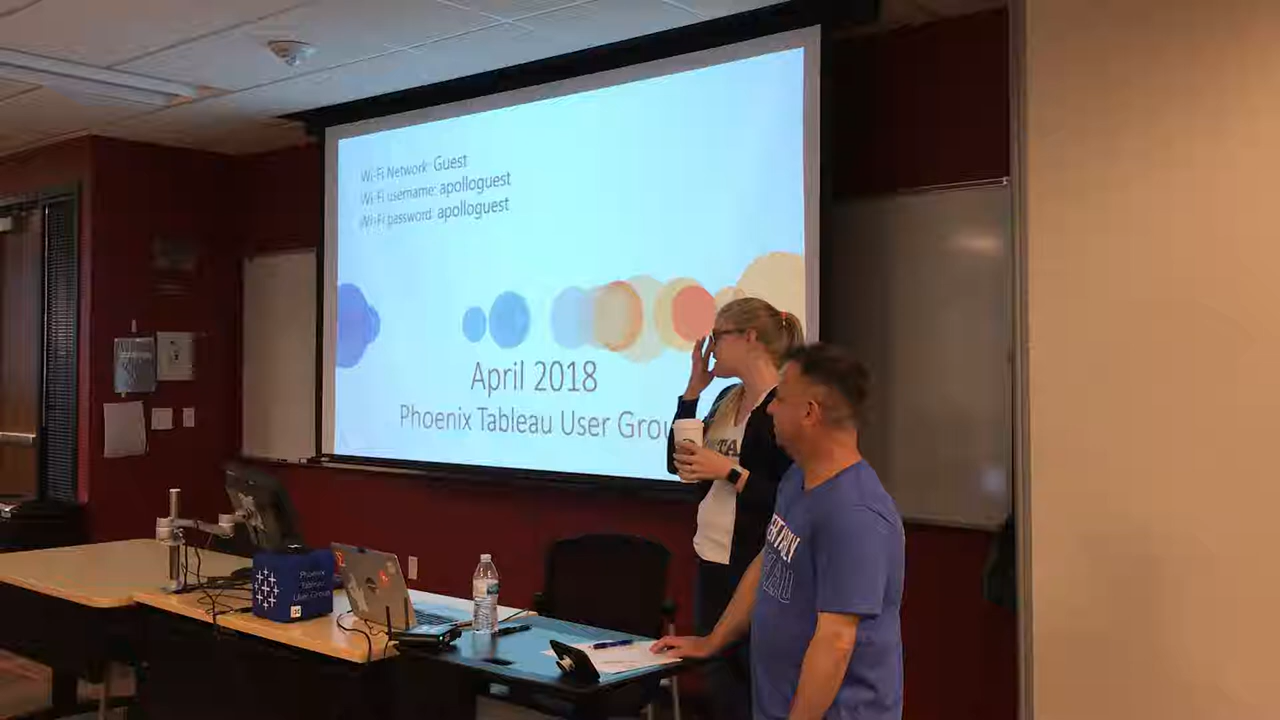 Wi-Fi Network: Guest
Wi-Fi username: apolloguest
Wi-Fi password: apolloguest
April 2018
Phoenix Tableau User Grou
TA
Phoenix
Tableau
User Group